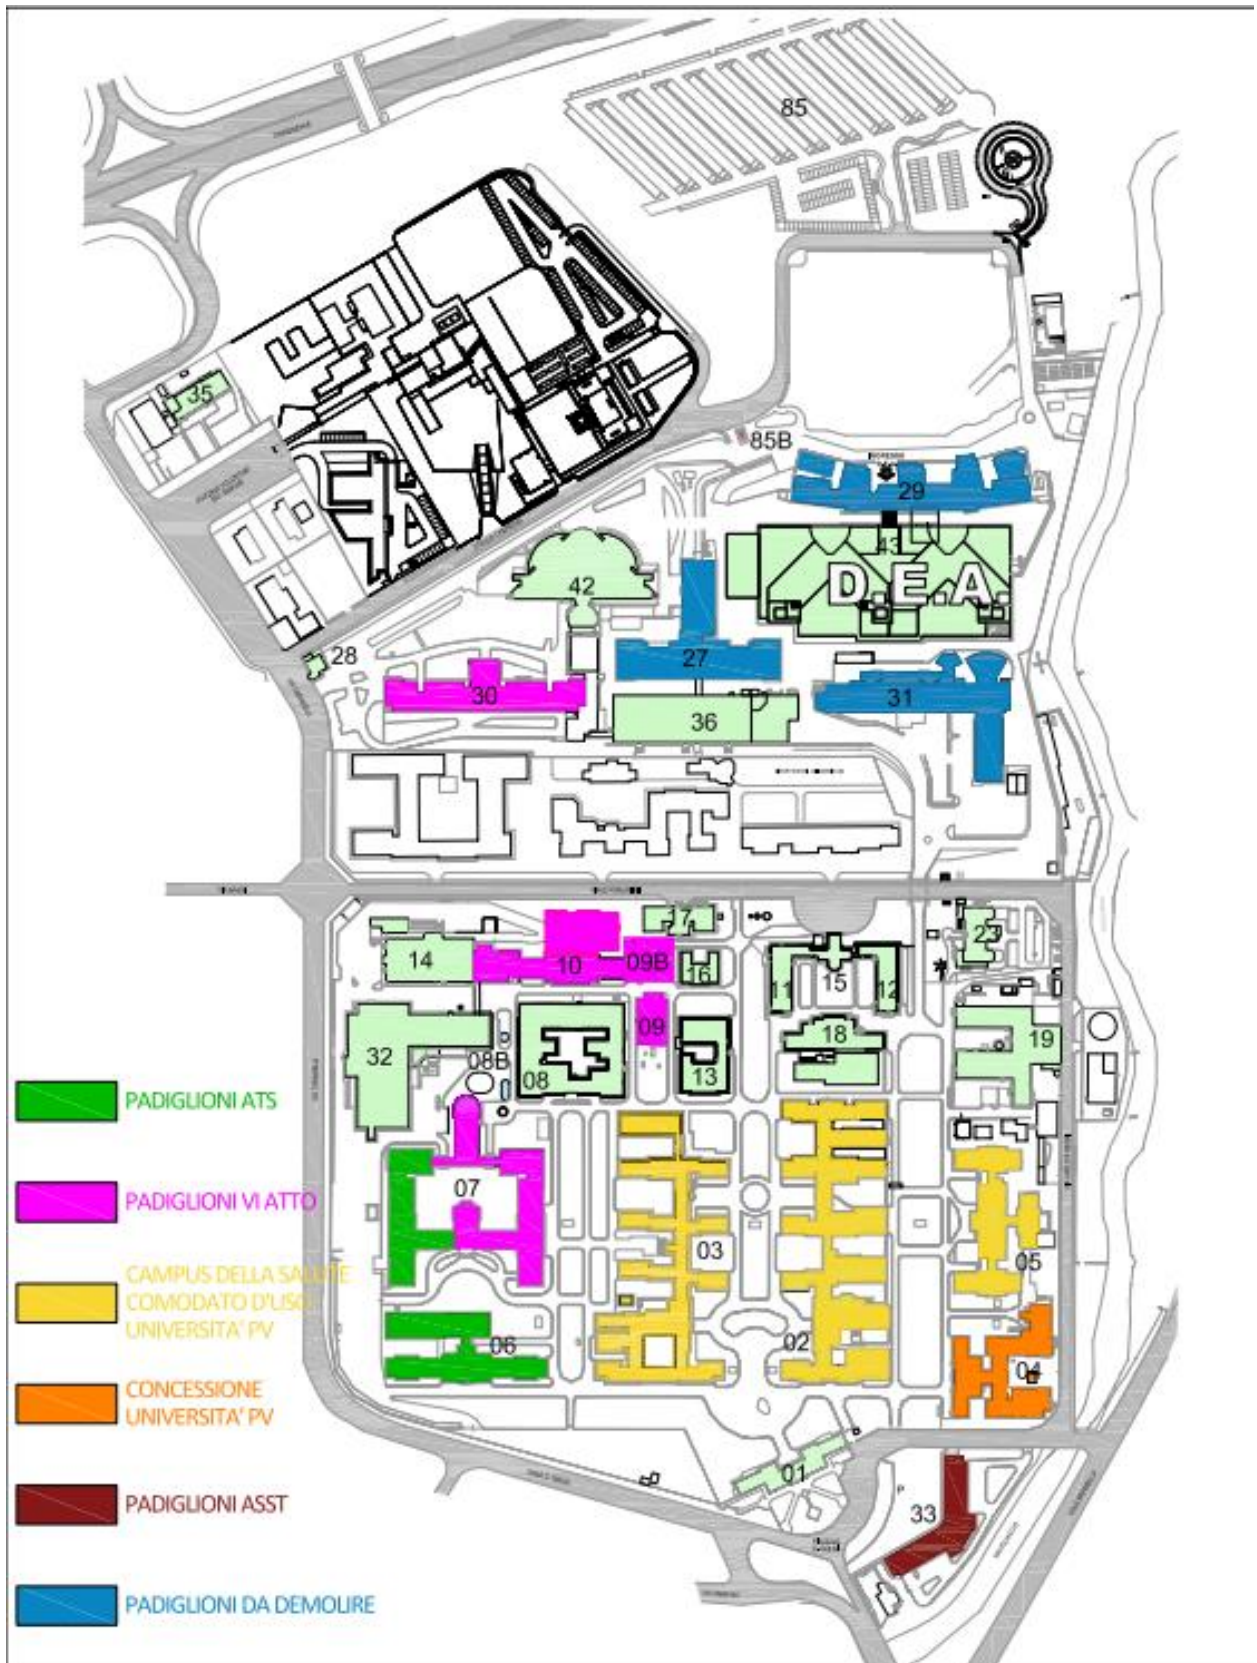 85
35
85B
29
43
DEA
42
28
27
30
31
36
17
23
14
10
09B
16
11
15
12
09
18
19
32
08B
08
13
PADIGLIONI ATS
07
PADIGLIONI VI ATTO
03
05
CAMPUS DELLA SALUTE
COMODATO D'USO
UNIVERSITA' PV
06
02
04
CONCESSIONE
UNIVERSITA' PV
01
P
33
PADIGLIONI ASST
PADIGLIONI DA DEMOLIRE